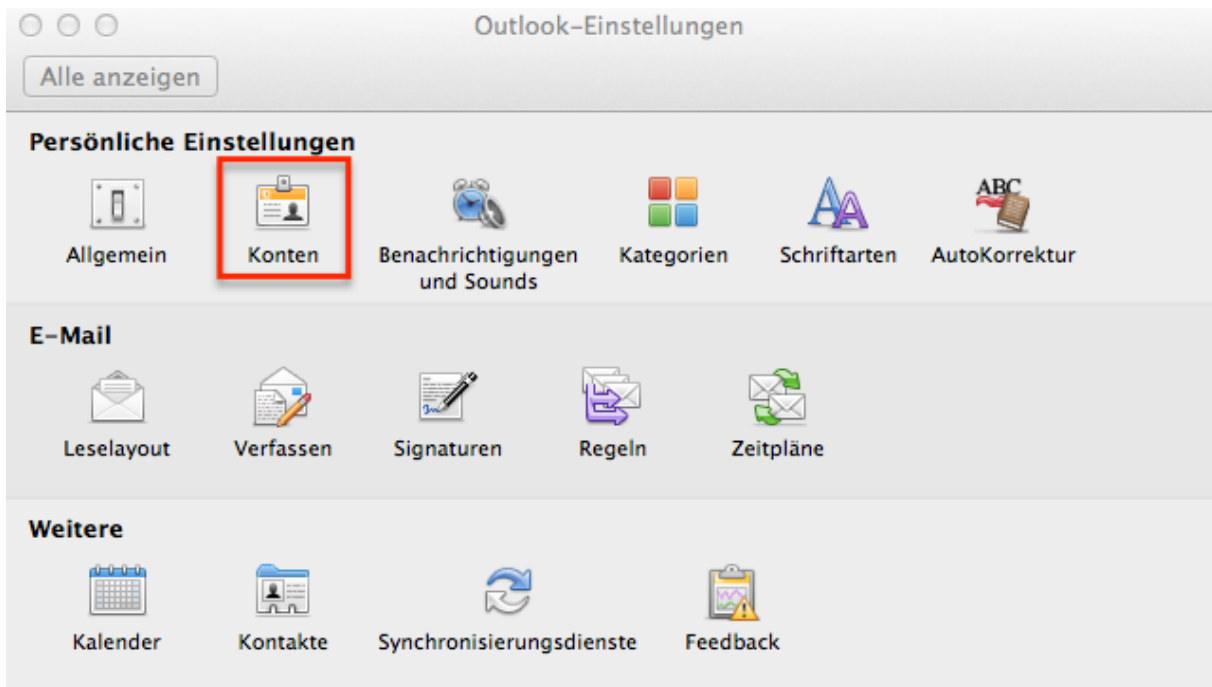 Outlook-Einstellungen
Alle anzeigen
Persönliche Einstellungen
Allgemein
Konten
Benachrichtigungen
und Sounds
Kategorien
Schriftarten
ABC
AutoKorrektur
E-Mail
Leselayout
Verfassen
Signaturen
Regeln
Zeitpläne
Weitere
Kalender
Kontakte
Synchronisierungsdienste
Feedback